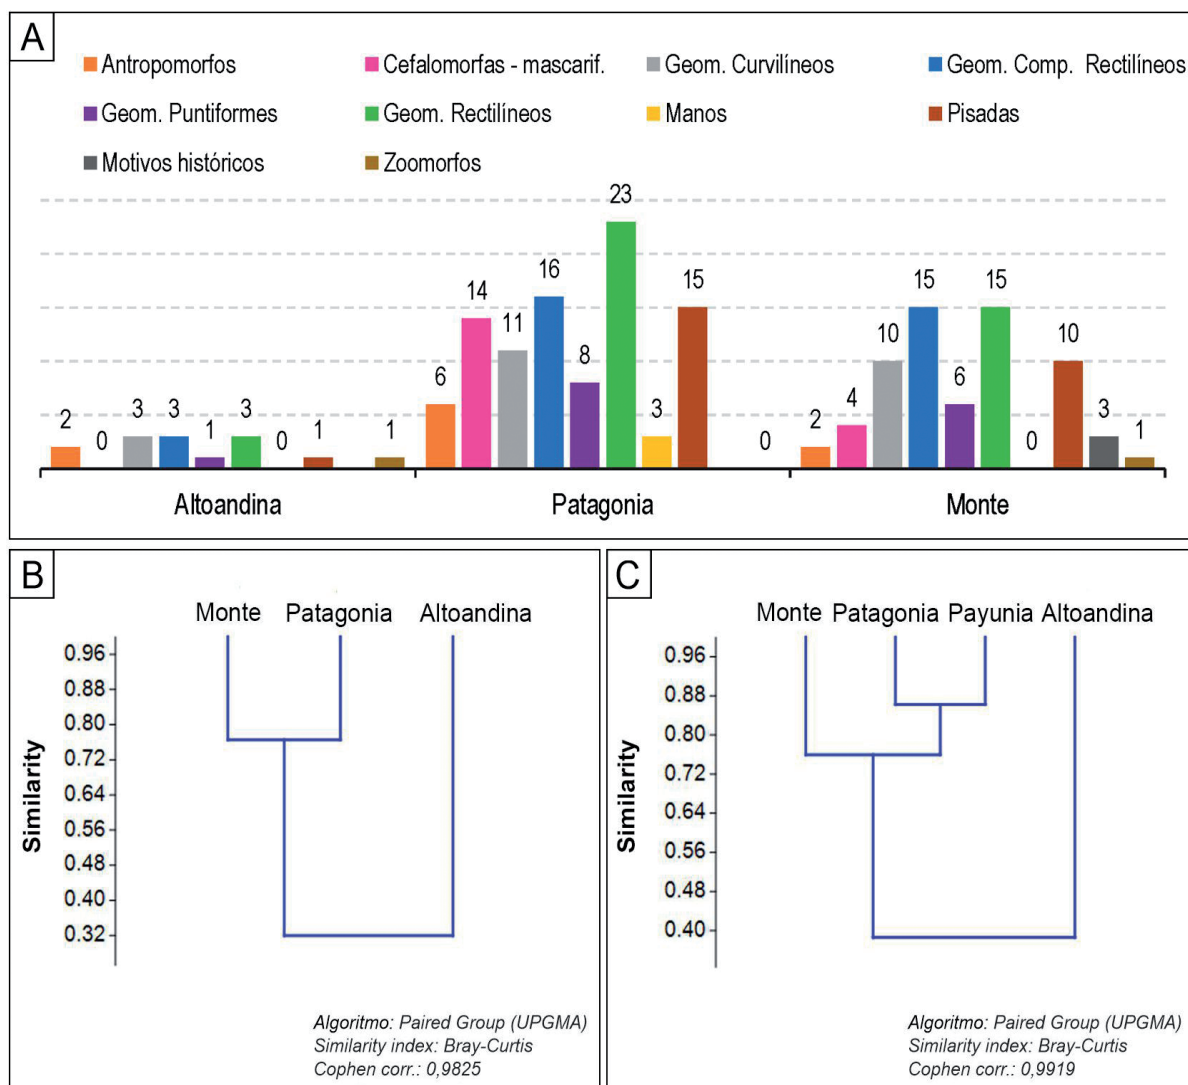 A
Antropomorfos Cefalomorfas - mascarif. Geom. Curvilíneos Geom. Comp. Rectilíneos
Geom. Puntiformes Geom. Rectilíneos Manos Pisadas
Motivos históricos Zoomorfos
2 0 3 3 1 3 0 1 1 6 14 11 16 8 23 3 15 0 2 4 10 15 6 15 0 10 3 1
Altoandina Patagonia Monte
B
Monte Patagonia Altoandina
Similarity
0.96
0.88
0.80
0.72
0.64
0.56
0.48
0.40
0.32
Algoritmo: Paired Group (UPGMA)
Similarity index: Bray-Curtis
Cophen corr.: 0,9825
C
Monte Patagonia Payunia Altoandina
Similarity
0.96
0.88
0.80
0.72
0.64
0.56
0.48
0.40
Algoritmo: Paired Group (UPGMA)
Similarity index: Bray-Curtis
Cophen corr.: 0,9919